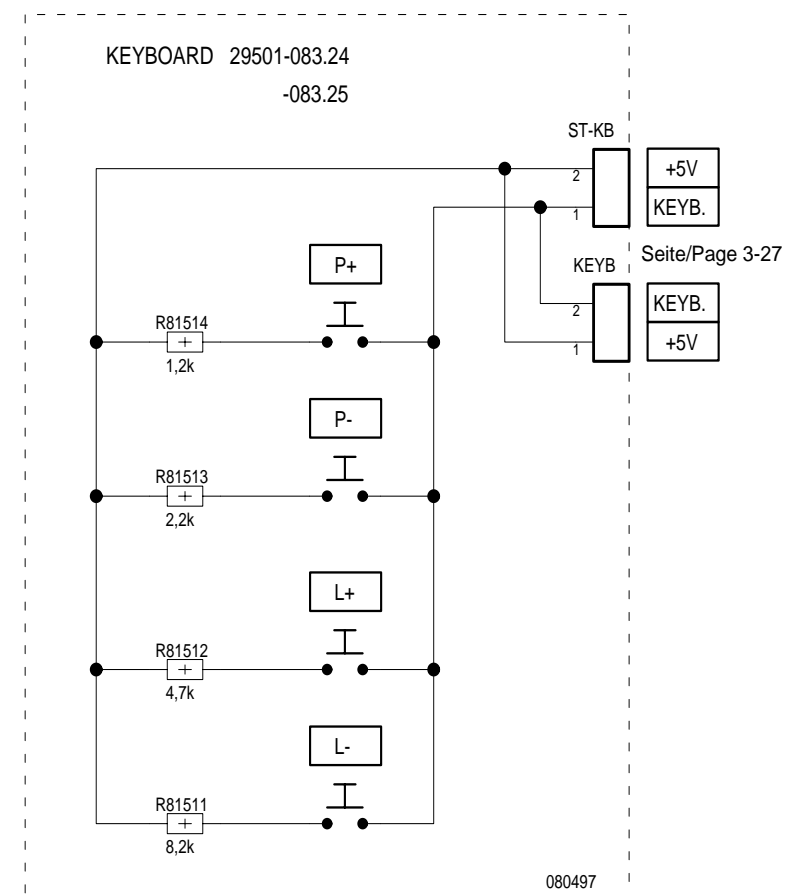 KEYBOARD 29501-083.24
-083.25
ST-KB
2 +5V
1 KEYB.
Seite/Page 3-27
KEYB
2 KEYB.
1 +5V
P+
R81514
+
1,2k
P-
R81513
+
2,2k
L+
R81512
+
4,7k
L-
R81511
+
8,2k
080497